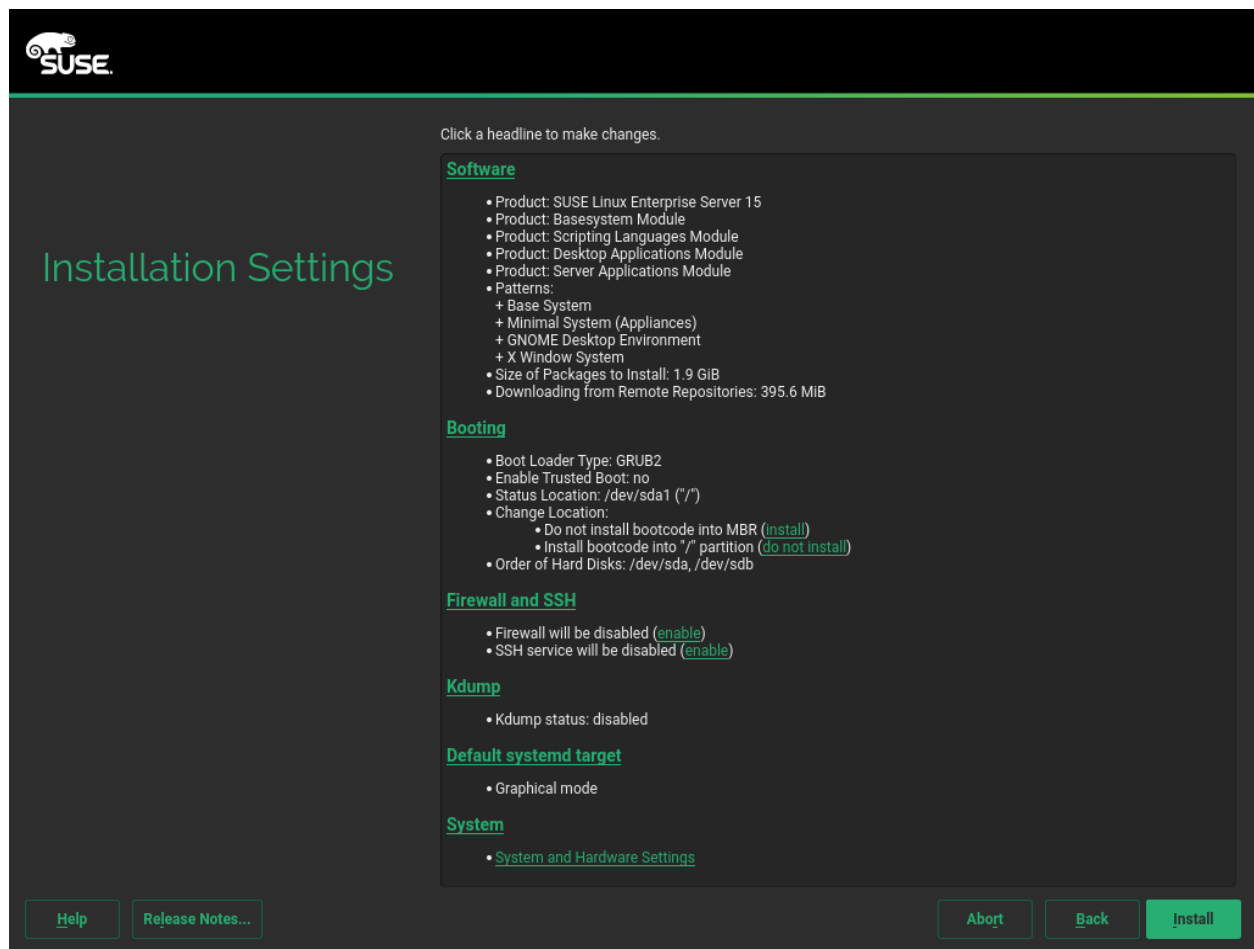 SUSE.
Click a headline to make changes.
Installation Settings
Software
• Product: SUSE Linux Enterprise Server 15
• Product: Basesystem Module
• Product: Scripting Languages Module
• Product: Desktop Applications Module
• Product: Server Applications Module
• Patterns:
+ Base System
+ Minimal System (Appliances)
+ GNOME Desktop Environment
+ X Window System
• Size of Packages to Install: 1.9 GiB
• Downloading from Remote Repositories: 395.6 MiB
Booting
• Boot Loader Type: GRUB2
• Enable Trusted Boot: no
• Status Location: /dev/sda1 ("/")
• Change Location:
• Do not install bootcode into MBR (install)
• Install bootcode into "/" partition (do not install)
• Order of Hard Disks: /dev/sda, /dev/sdb
Firewall and SSH
• Firewall will be disabled (enable)
• SSH service will be disabled (enable)
Kdump
• Kdump status: disabled
Default systemd target
• Graphical mode
System
• System and Hardware Settings
Help Release Notes... Abort Back Install